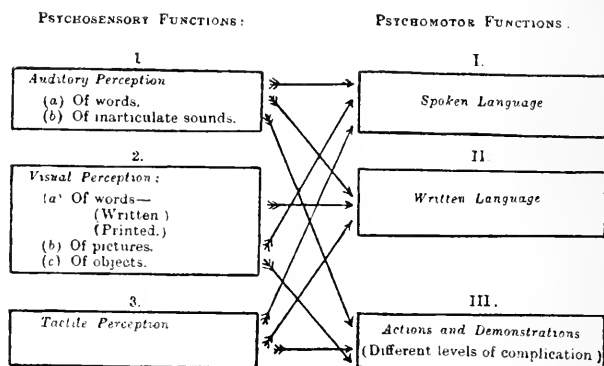 PSYCHOSENSORY FUNCTIONS:
1
Auditory Perception
(a) Of words.
(b) Of inarticulate sounds.
2.
Visual Perception:
(a) Of words—
(Written)
(Printed.)
(b) Of pictures.
(c) Of objects.
3.
Tactile Perception
PSYCHOMOTOR FUNCTIONS.
I.
Spoken Language
II.
Written Language
III.
Actions and Demonstrations
(Different levels of complication)